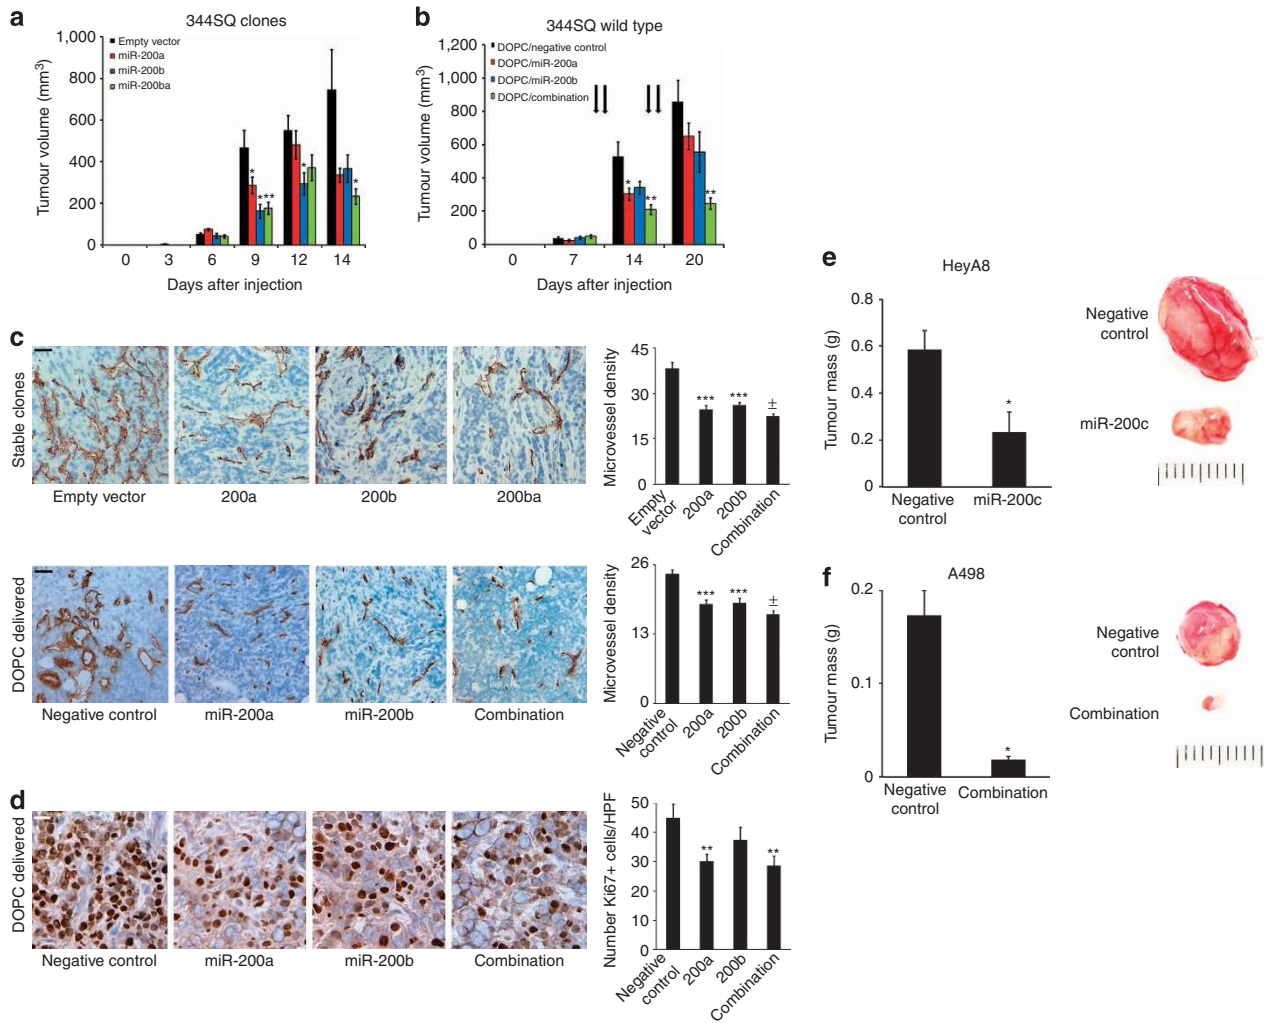 a
344SQ clones
1,000
800
600
400
200
0
Tumour volume (mm3)
Empty vector
miR-200a
miR-200b
miR-200ba
*
*
**
*
*
0 3 6 9 12 14
Days after injection
b
344SQ wild type
1,200
1,000
800
600
400
200
0
Tumour volume (mm3)
DOPC/negative control
DOPC/miR-200a
DOPC/miR-200b
DOPC/combination
*
**
**
0 7 14 20
Days after injection
c
Stable clones
Empty vector 200a 200b 200ba
Microvessel density
45
30
15
0
*** *** ±
Empty
vector
200a
200b
Combination
DOPC delivered
Negative control miR-200a miR-200b Combination
Microvessel density
26
13
0
*** *** ±
Negative
control
200a
200b
Combination
d
DOPC delivered
Negative control miR-200a miR-200b Combination
Number Ki67+ cells/HPF
50
40
30
20
10
0
** **
Negative
control
200a
200b
Combination
e
HeyA8
Tumour mass (g)
0.8
0.6
0.4
0.2
0
*
Negative
control
miR-200c
Negative
control
miR-200c
f
A498
Tumour mass (g)
0.2
0.1
0
*
Negative
control
Combination
Negative
control
Combination